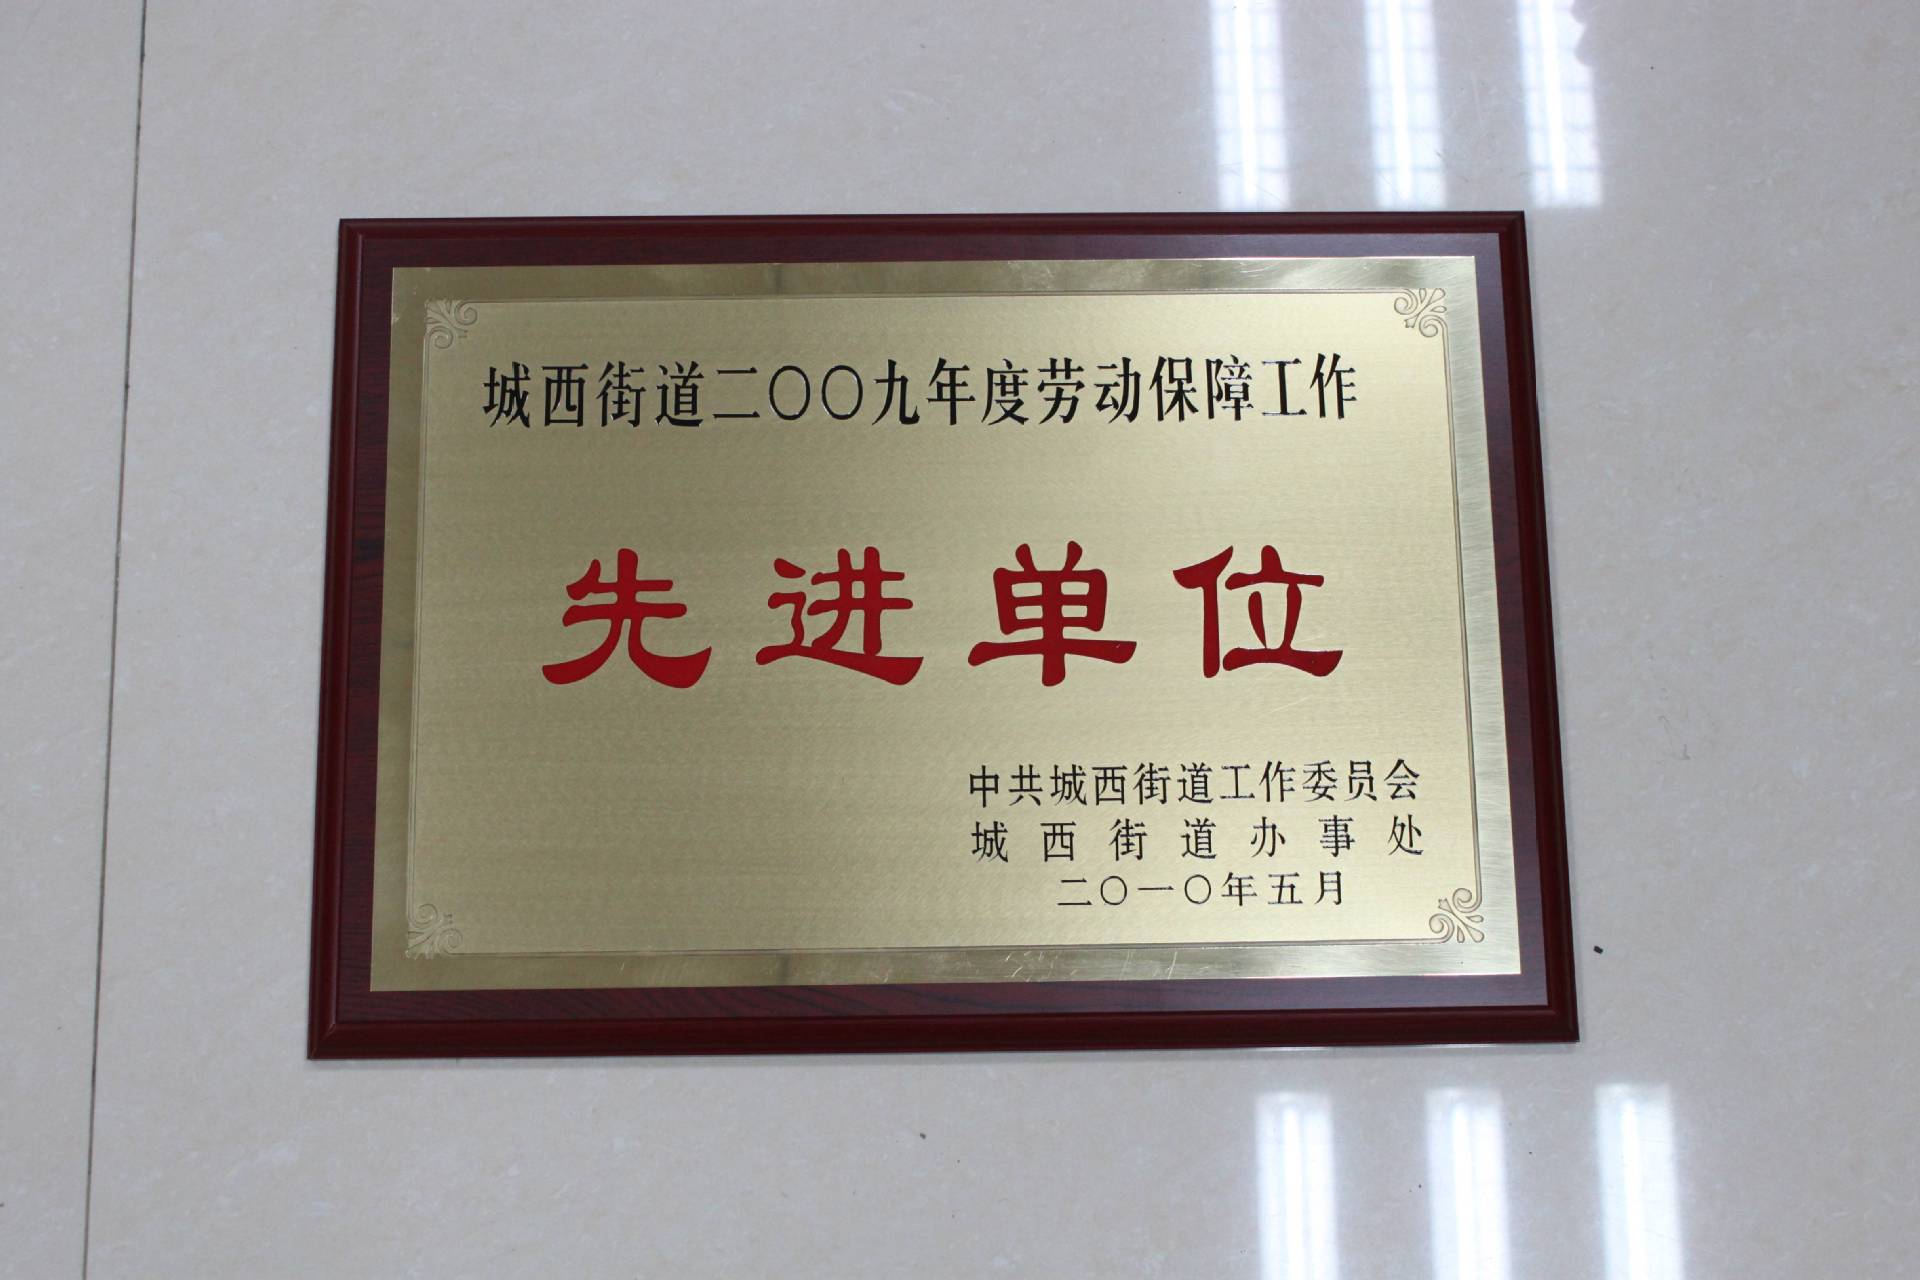 城西街道二〇〇九年度劳动保障工作
先进单位
中共城西街道工作委员会
城西街道办事处
二〇一〇年五月